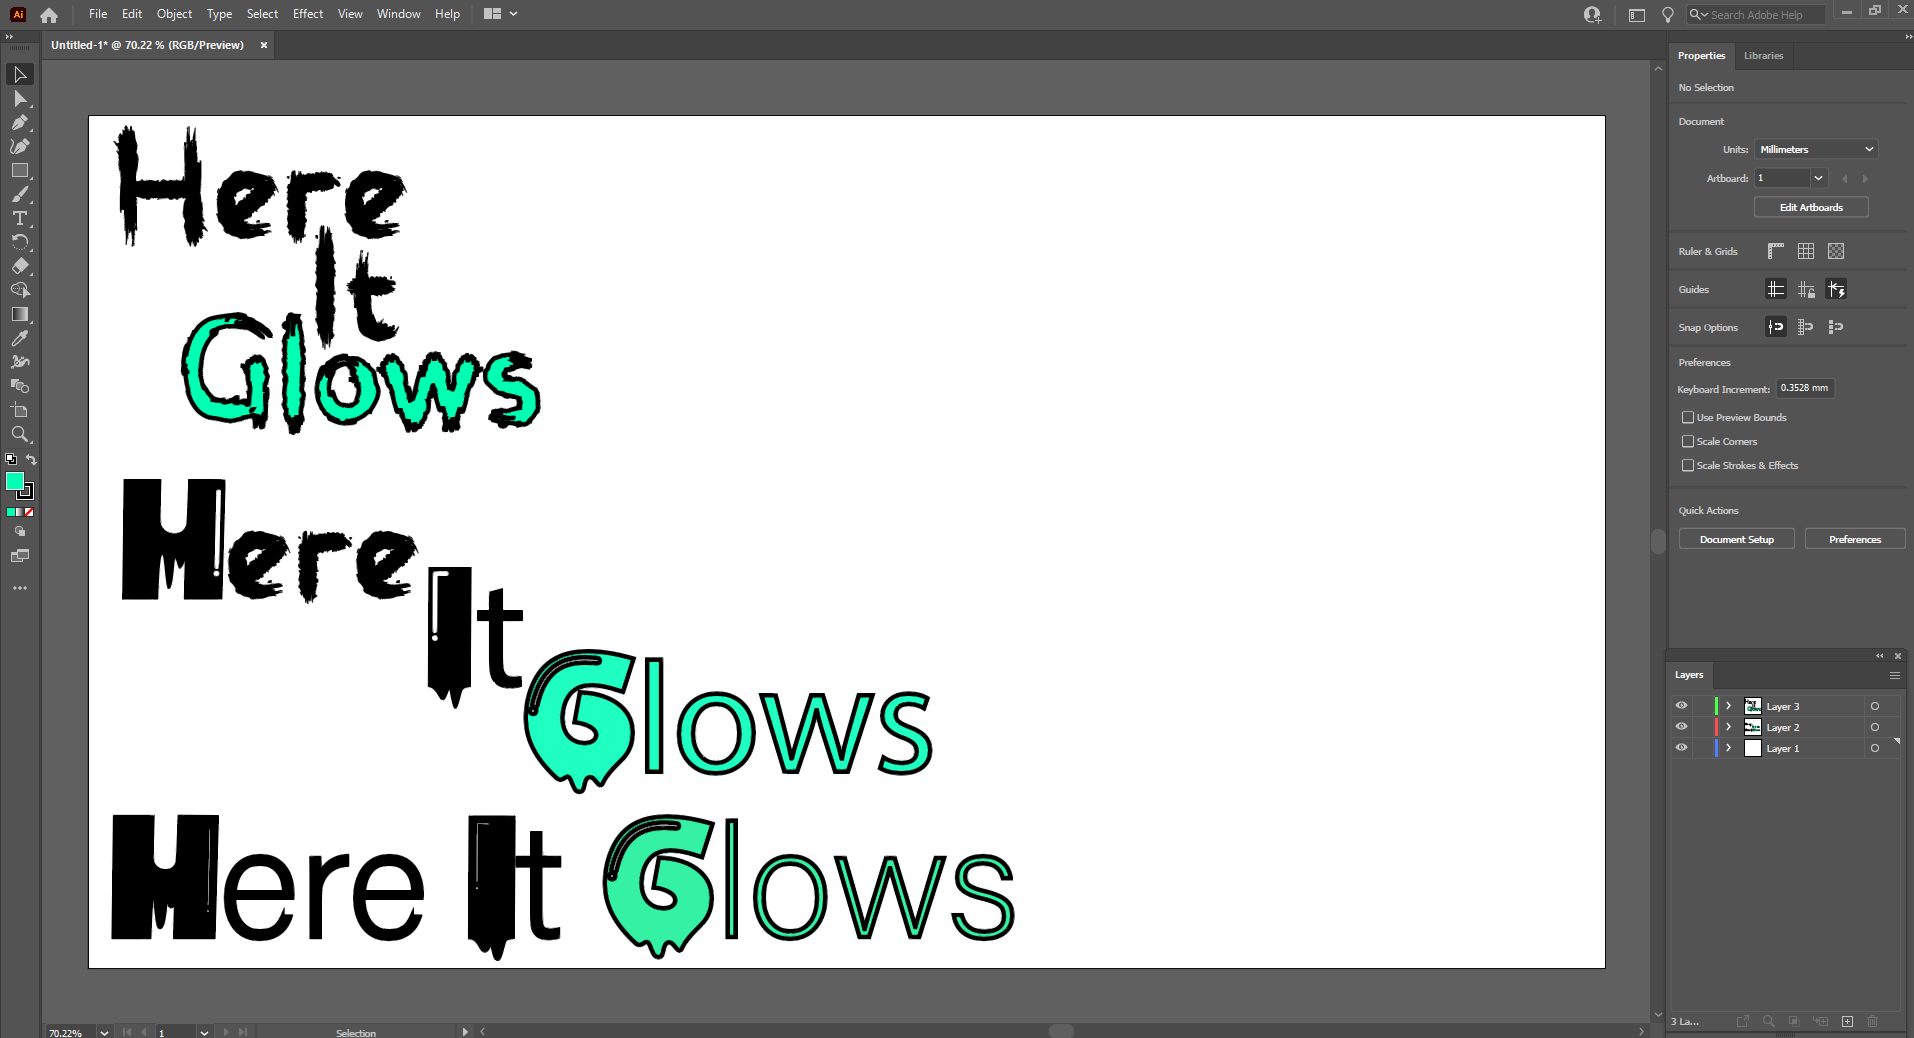 Ai File Edit Object Type Select Effect View Window Help Search Adobe Help
Untitled-1* @ 70.22 % (RGB/Preview) ×
Properties Libraries
No Selection
Document
Units: Millimeters
Artboard: 1
Edit Artboards
Ruler & Grids
Guides
Snap Options
Preferences
Keyboard Increment: 0.3528 mm
Use Preview Bounds
Scale Corners
Scale Strokes & Effects
Quick Actions
Document Setup Preferences
Here
It
Glows
Here
It
Glows
Here It Glows
Layers
Layer 3
Layer 2
Layer 1
3 La...
70.22% 1 Selection